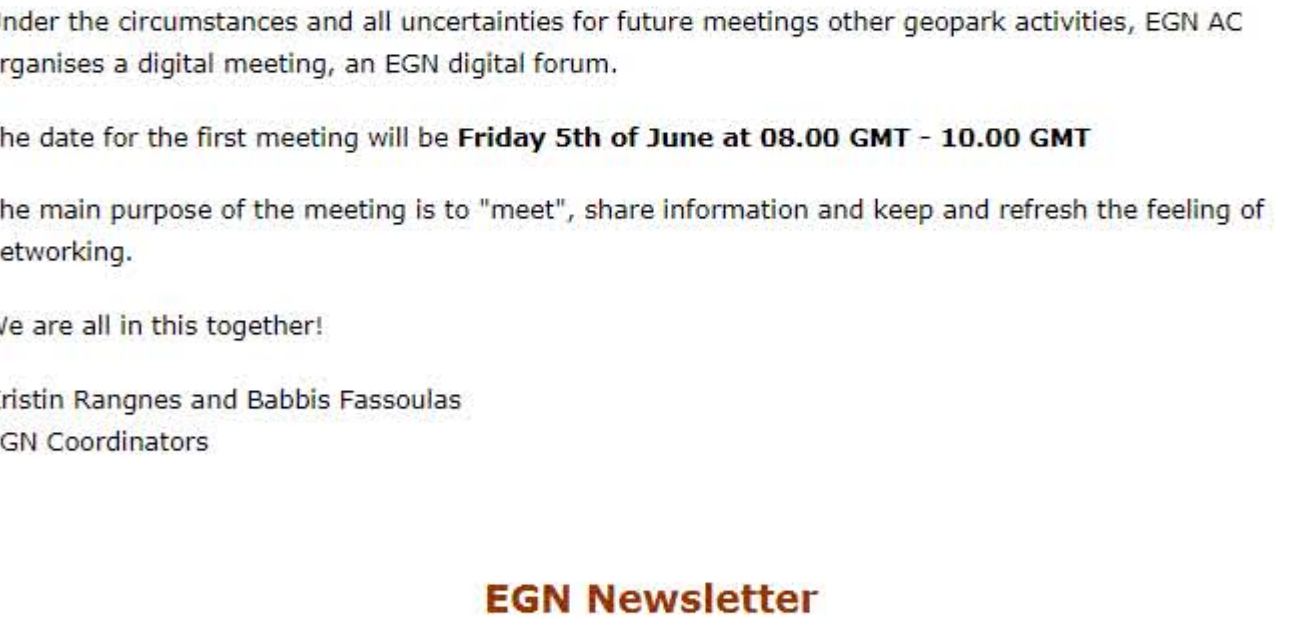 nder the circumstances and all uncertainties for future meetings other geopark activities, EGN AC
rganises a digital meeting, an EGN digital forum.
he date for the first meeting will be Friday 5th of June at 08.00 GMT - 10.00 GMT
he main purpose of the meeting is to "meet", share information and keep and refresh the feeling of
etworking.
We are all in this together!
ristin Rangnes and Babbis Fassoulas
GN Coordinators
EGN Newsletter